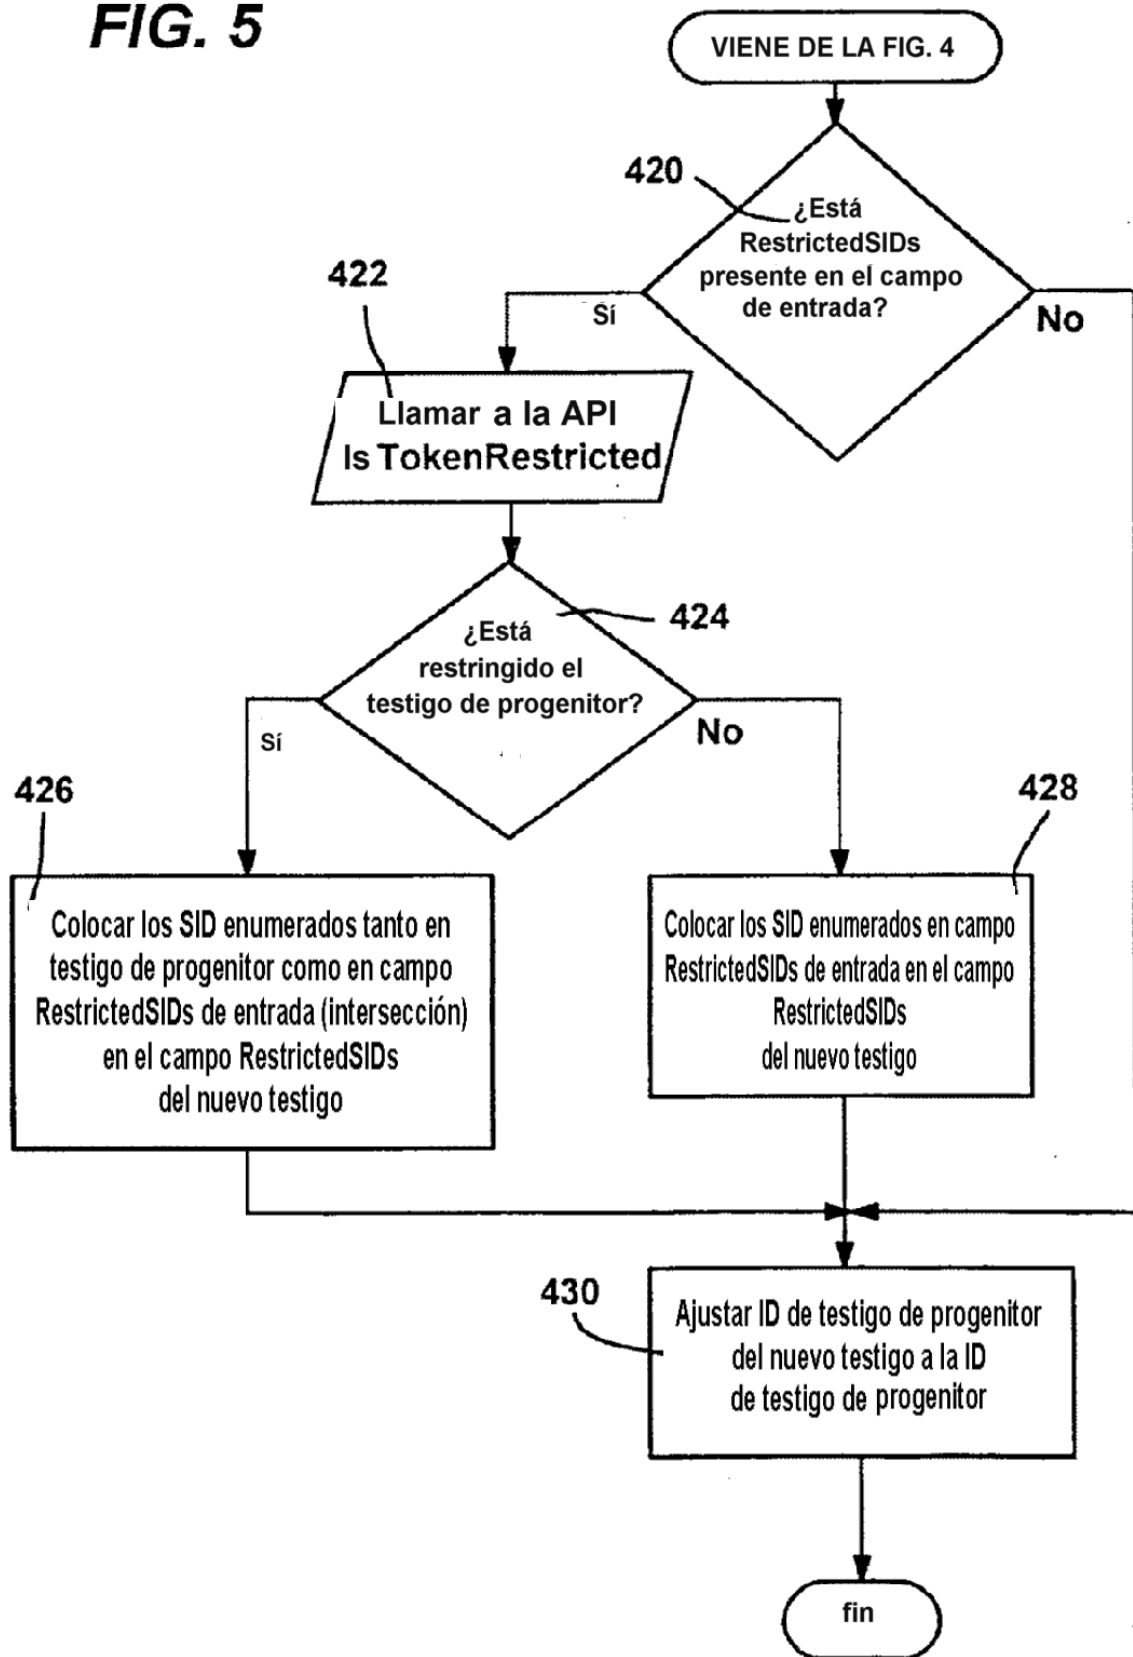 FIG. 5
VIENE DE LA FIG. 4
420
¿Está
RestrictedSIDs
presente en el campo
de entrada?
Sí
No
422
Llamar a la API
Is TokenRestricted
424
¿Está
restringido el
testigo de progenitor?
Sí
No
426
Colocar los SID enumerados tanto en
testigo de progenitor como en campo
RestrictedSIDs de entrada (intersección)
en el campo RestrictedSIDs
del nuevo testigo
428
Colocar los SID enumerados en campo
RestrictedSIDs de entrada en el campo
RestrictedSIDs
del nuevo testigo
430
Ajustar ID de testigo de progenitor
del nuevo testigo a la ID
de testigo de progenitor
fin